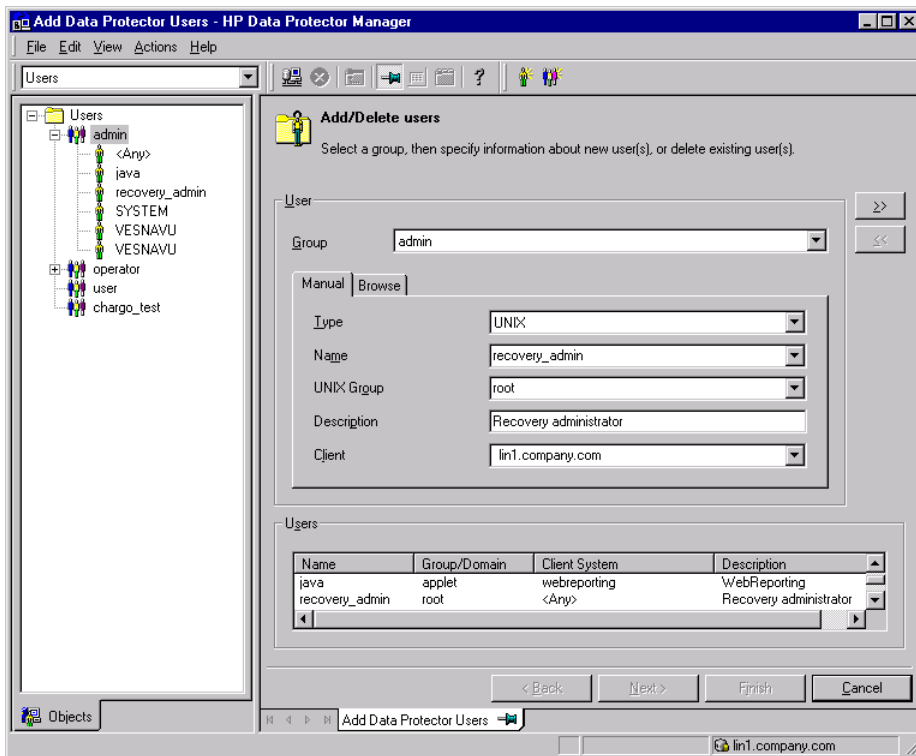 Add Data Protector Users - HP Data Protector Manager
File Edit View Actions Help
Users
Users
admin
<Any>
java
recovery_admin
SYSTEM
VESNAVU
VESNAVU
operator
user
chargo_test
Objects
Add/Delete users
Select a group, then specify information about new user(s), or delete existing user(s).
User
>>
<<
Group admin
Manual Browse
Type UNIX
Name recovery_admin
UNIX Group root
Description Recovery administrator
Client lin1.company.com
Users
Name Group/Domain Client System Description
java applet webreporting WebReporting
recovery_admin root <Any> Recovery administrator
< Back Next > Finish Cancel
Add Data Protector Users
lin1.company.com